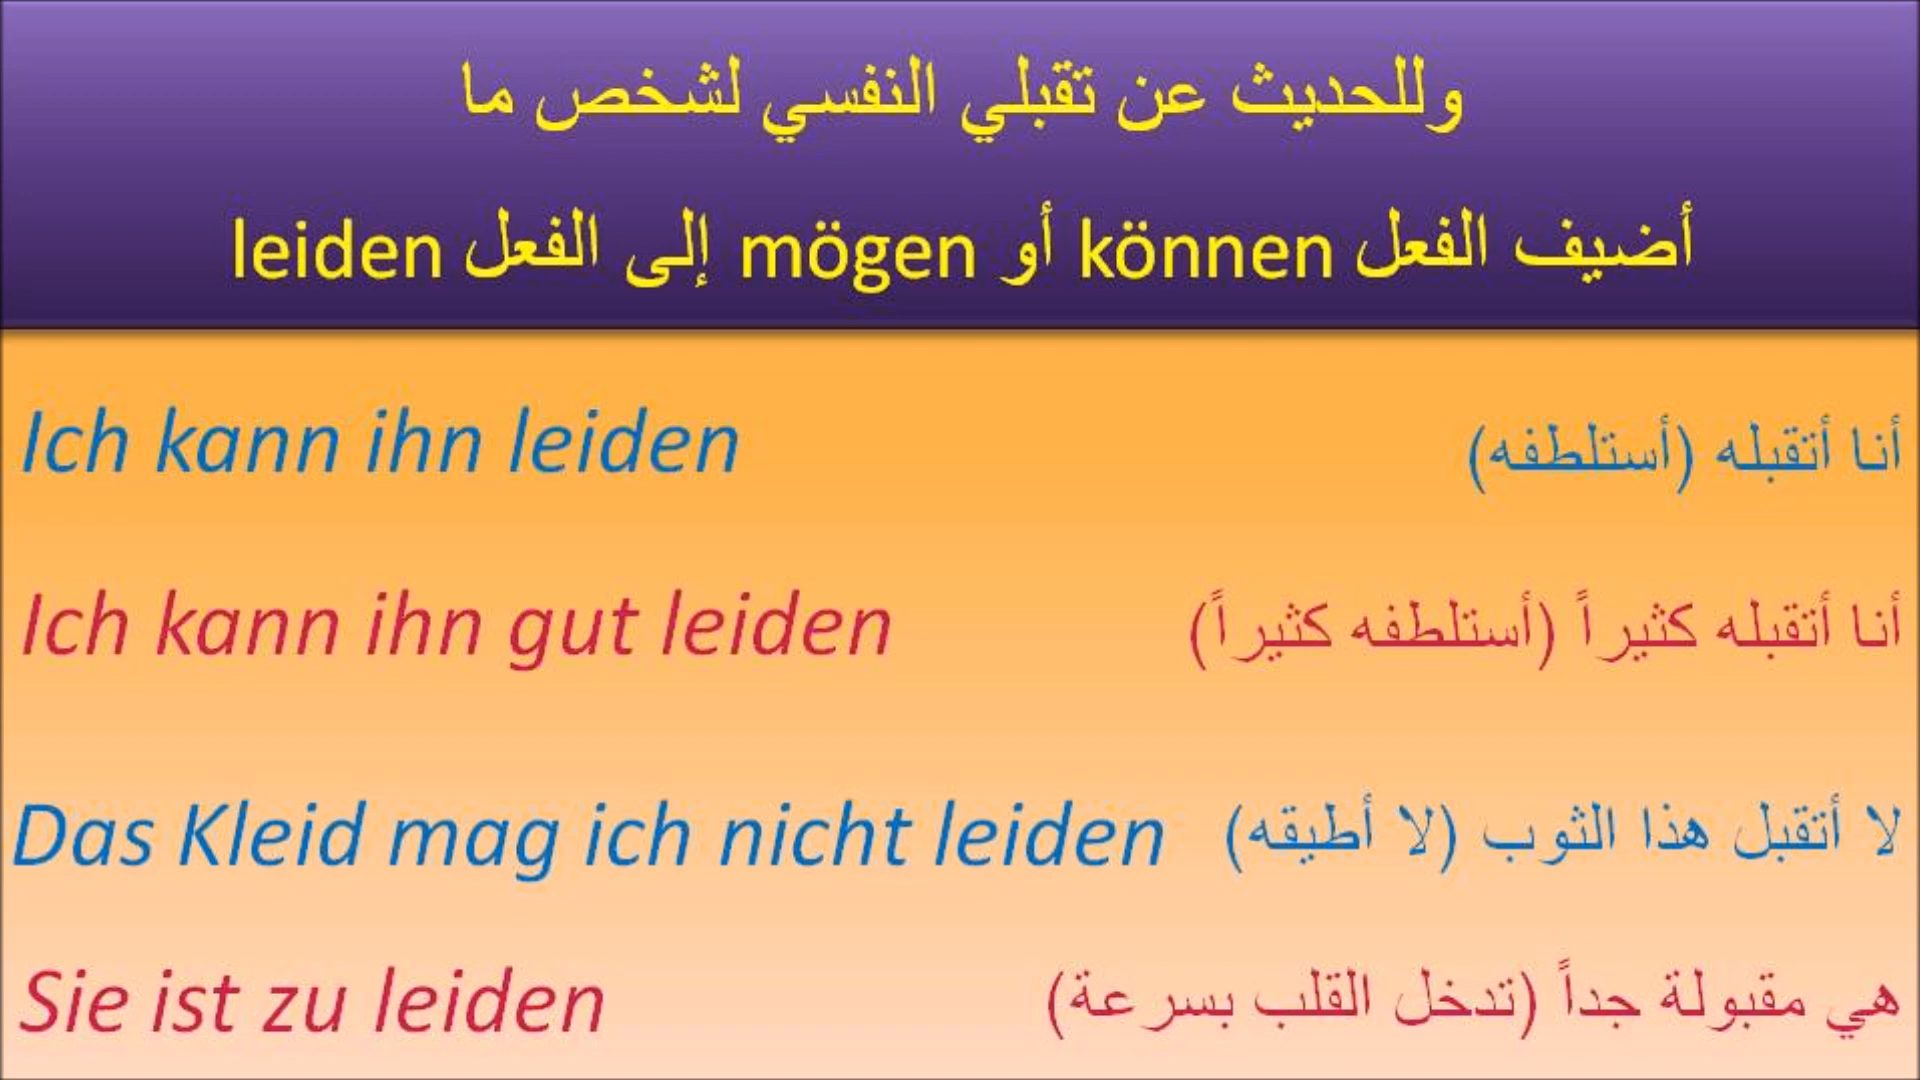 وللحديث عن تقبلي النفسي لشخص ما
أضيف الفعل können أو mögen إلى الفعل leiden
Ich kann ihn leiden
أنا أتقبله (أستلطفه)
Ich kann ihn gut leiden
أنا أتقبله كثيراً (أستلطفه كثيراً)
Das Kleid mag ich nicht leiden
لا أتقبل هذا الثوب (لا أطيقه)
Sie ist zu leiden
هي مقبولة جداً (تدخل القلب بسرعة)